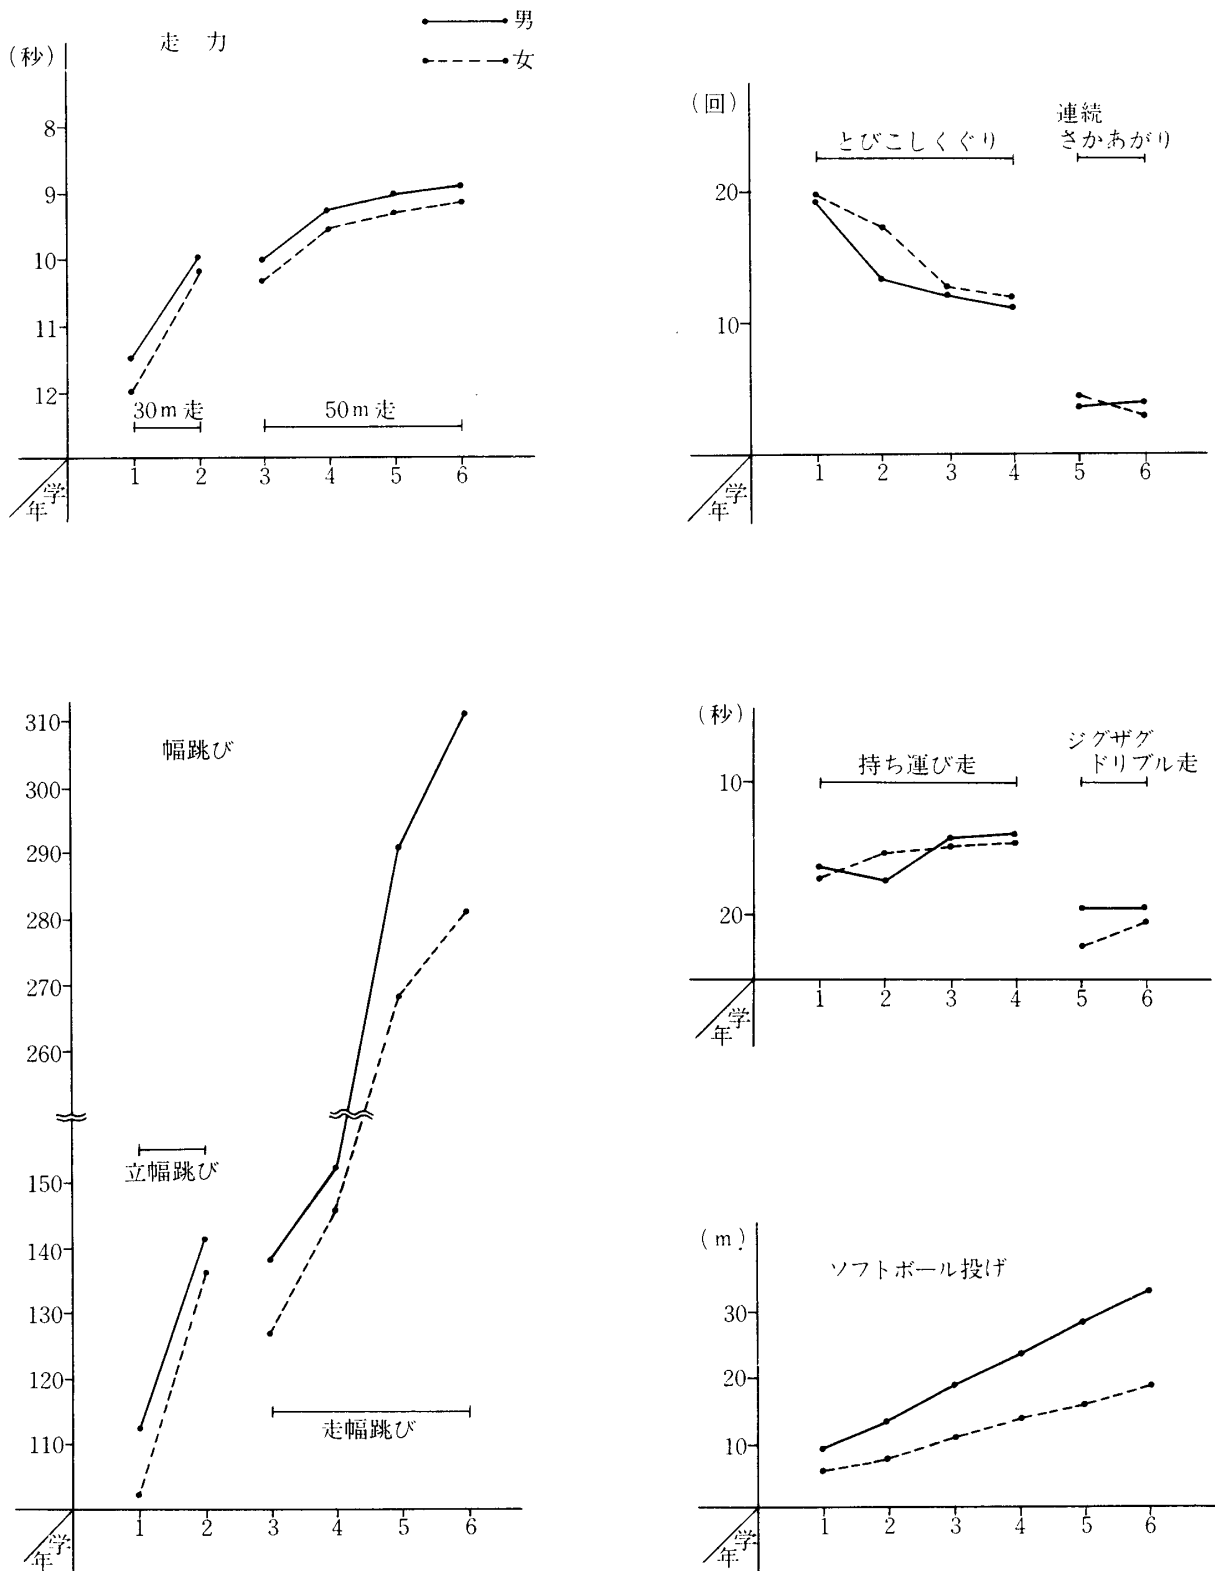 走力
男
女
(秒)
8
9
10
11
12
30m走
50m走
1 2 3 4 5 6
学年
(回)
とびこしくぐり
連続
さかあがり
20
10
1 2 3 4 5 6
学年
幅跳び
310
300
290
280
270
260
150
140
130
120
110
立幅跳び
走幅跳び
1 2 3 4 5 6
学年
(秒)
持ち運び走
ジグザグ
ドリブル走
10
20
1 2 3 4 5 6
学年
(m)
ソフトボール投げ
30
20
10
1 2 3 4 5 6
学年